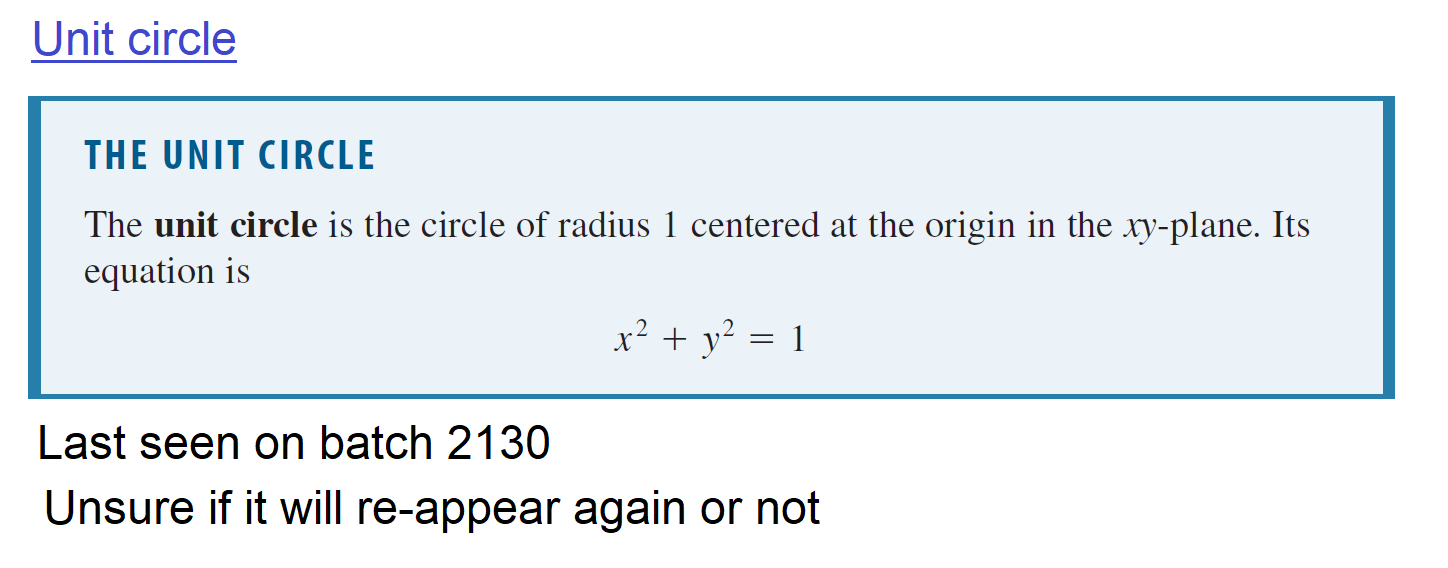 Unit circle
THE UNIT CIRCLE
The unit circle is the circle of radius 1 centered at the origin in the xy-plane. Its
equation is
x² + y² = 1
Last seen on batch 2130
Unsure if it will re-appear again or not